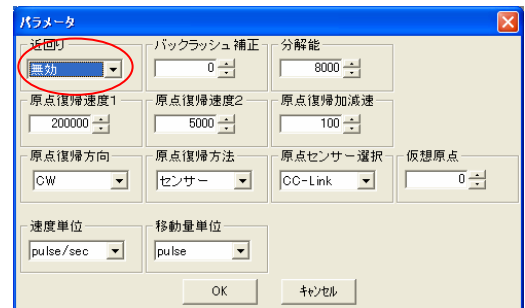 パラメータ
近回り
無効
バックラッシュ補正
0
分解能
8000
原点復帰速度1
200000
原点復帰速度2
5000
原点復帰加減速
100
原点復帰方向
CW
原点復帰方法
センサー
原点センサー選択
CC-Link
仮想原点
0
速度単位
pulse/sec
移動量単位
pulse
OK
キャンセル